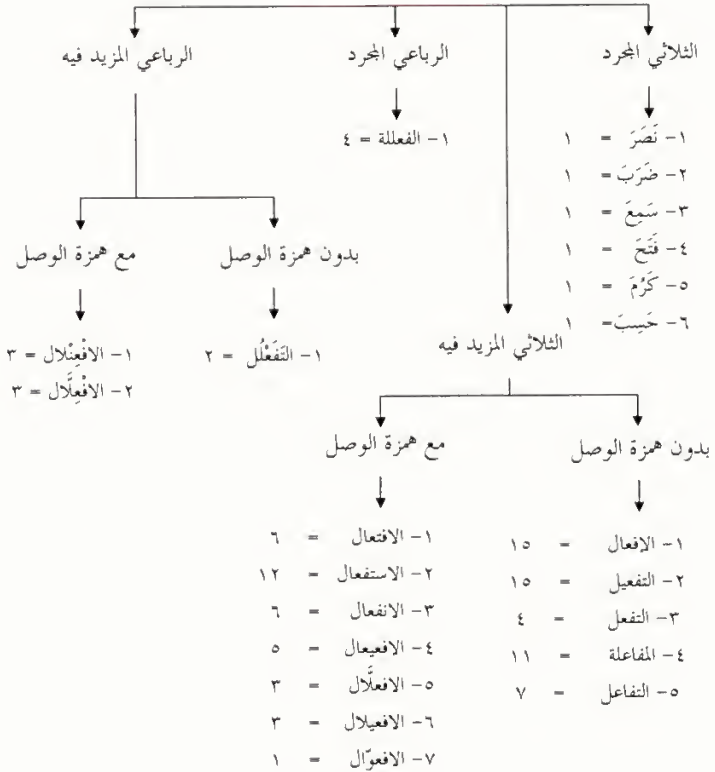 الثلاثي المجرد
١- نَصَرَ = ١
٢- ضَرَبَ = ١
٣- سَمِعَ = ١
٤- فَتَحَ = ١
٥- كَرُمَ = ١
٦- حَسِبَ = ١
الرباعي المجرد
١- الفعللة = ٤
الرباعي المزيد فيه
بدون همزة الوصل
١- التَفَعْلُل = ٢
مع همزة الوصل
١- الافْعِنْلال = ٣
٢- الافْعِلَّال = ٣
الثلاثي المزيد فيه
بدون همزة الوصل
١- الإفعال = ١٥
٢- التفعيل = ١٥
٣- التفعل = ٤
٤- المفاعلة = ١١
٥- التفاعل = ٧
مع همزة الوصل
١- الافتعال = ٦
٢- الاستفعال = ١٢
٣- الانفعال = ٦
٤- الافعيعال = ٥
٥- الافعلَّال = ٣
٦- الافعيلال = ٣
٧- الافعوّال = ١